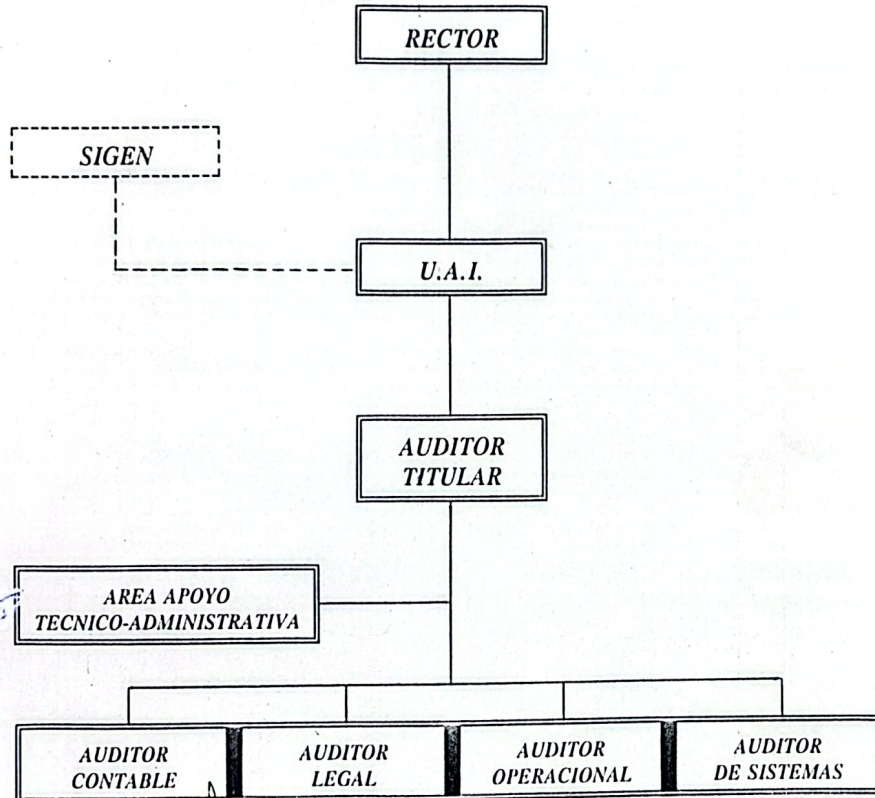 RECTOR
SIGEN
U.A.I.
AUDITOR
TITULAR
AREA APOYO
TECNICO-ADMINISTRATIVA
AUDITOR
CONTABLE
AUDITOR
LEGAL
AUDITOR
OPERACIONAL
AUDITOR
DE SISTEMAS